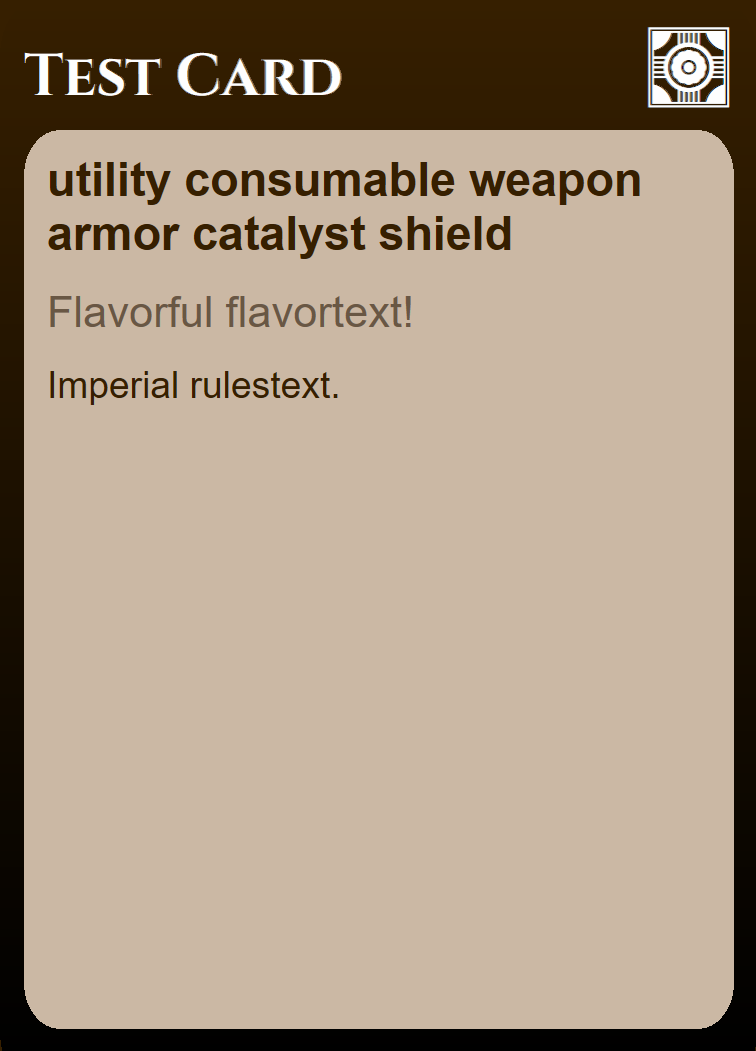 Test Card
utility consumable weapon
armor catalyst shield
Flavorful flavortext!
Imperial rulestext.